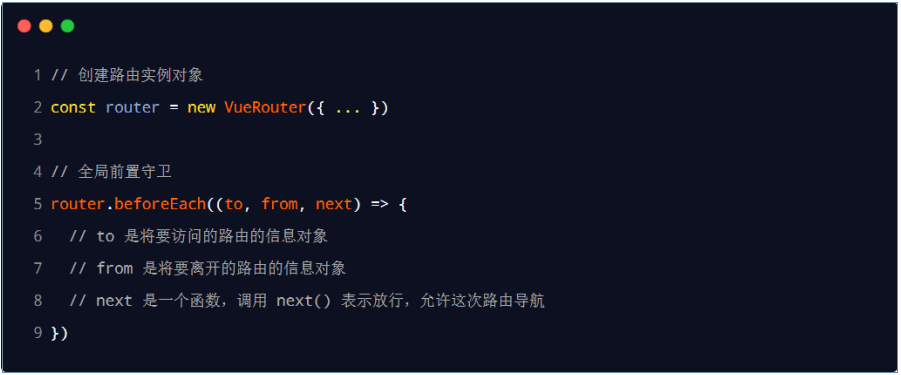 1 // 创建路由实例对象
2 const router = new VueRouter({ ... })
3
4 // 全局前置守卫
5 router.beforeEach((to, from, next) => {
6   // to 是将要访问的路由的信息对象
7   // from 是将要离开的路由的信息对象
8   // next 是一个函数，调用 next() 表示放行，允许这次路由导航
9 })